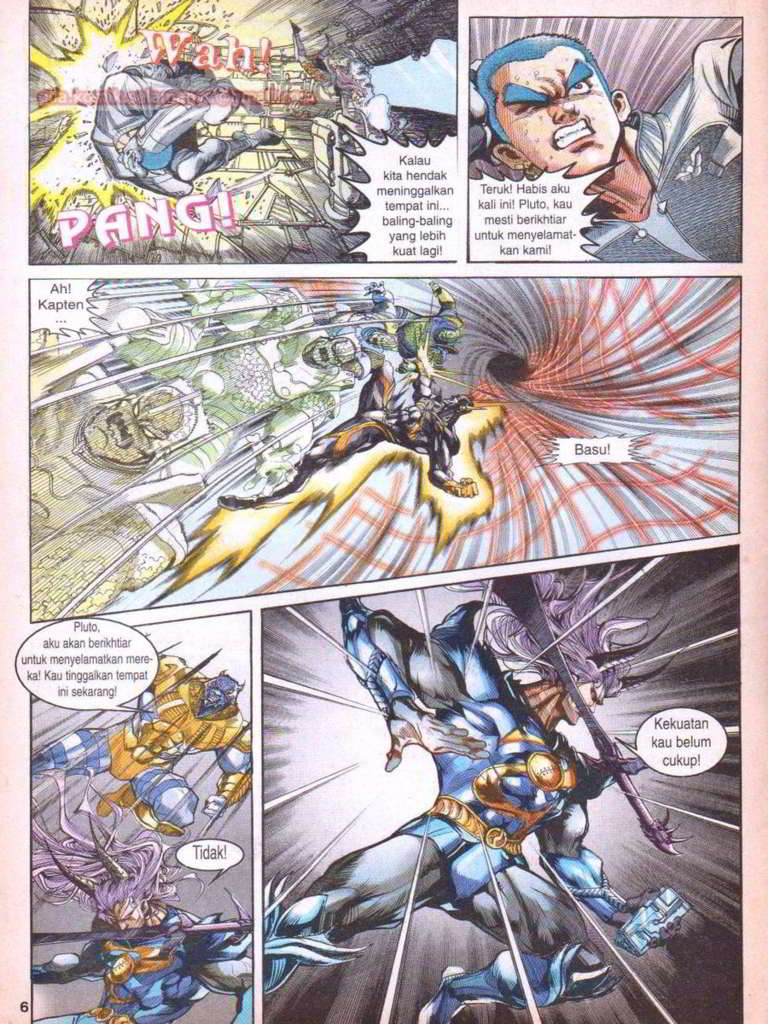 Wah!
PANG!
Kalau
kita hendak
meninggalkan
tempat ini...
baling-baling
yang lebih
kuat lagi!
Teruk! Habis aku
kali ini! Pluto, kau
mesti berikhtiar
untuk menyelamat-
kan kami!
Ah!
Kapten
...
Basu!
Pluto,
aku akan berikhtiar
untuk menyelamatkan mere-
ka! Kau tinggalkan tempat
ini sekarang!
Tidak!
Kekuatan
kau belum
cukup!
6